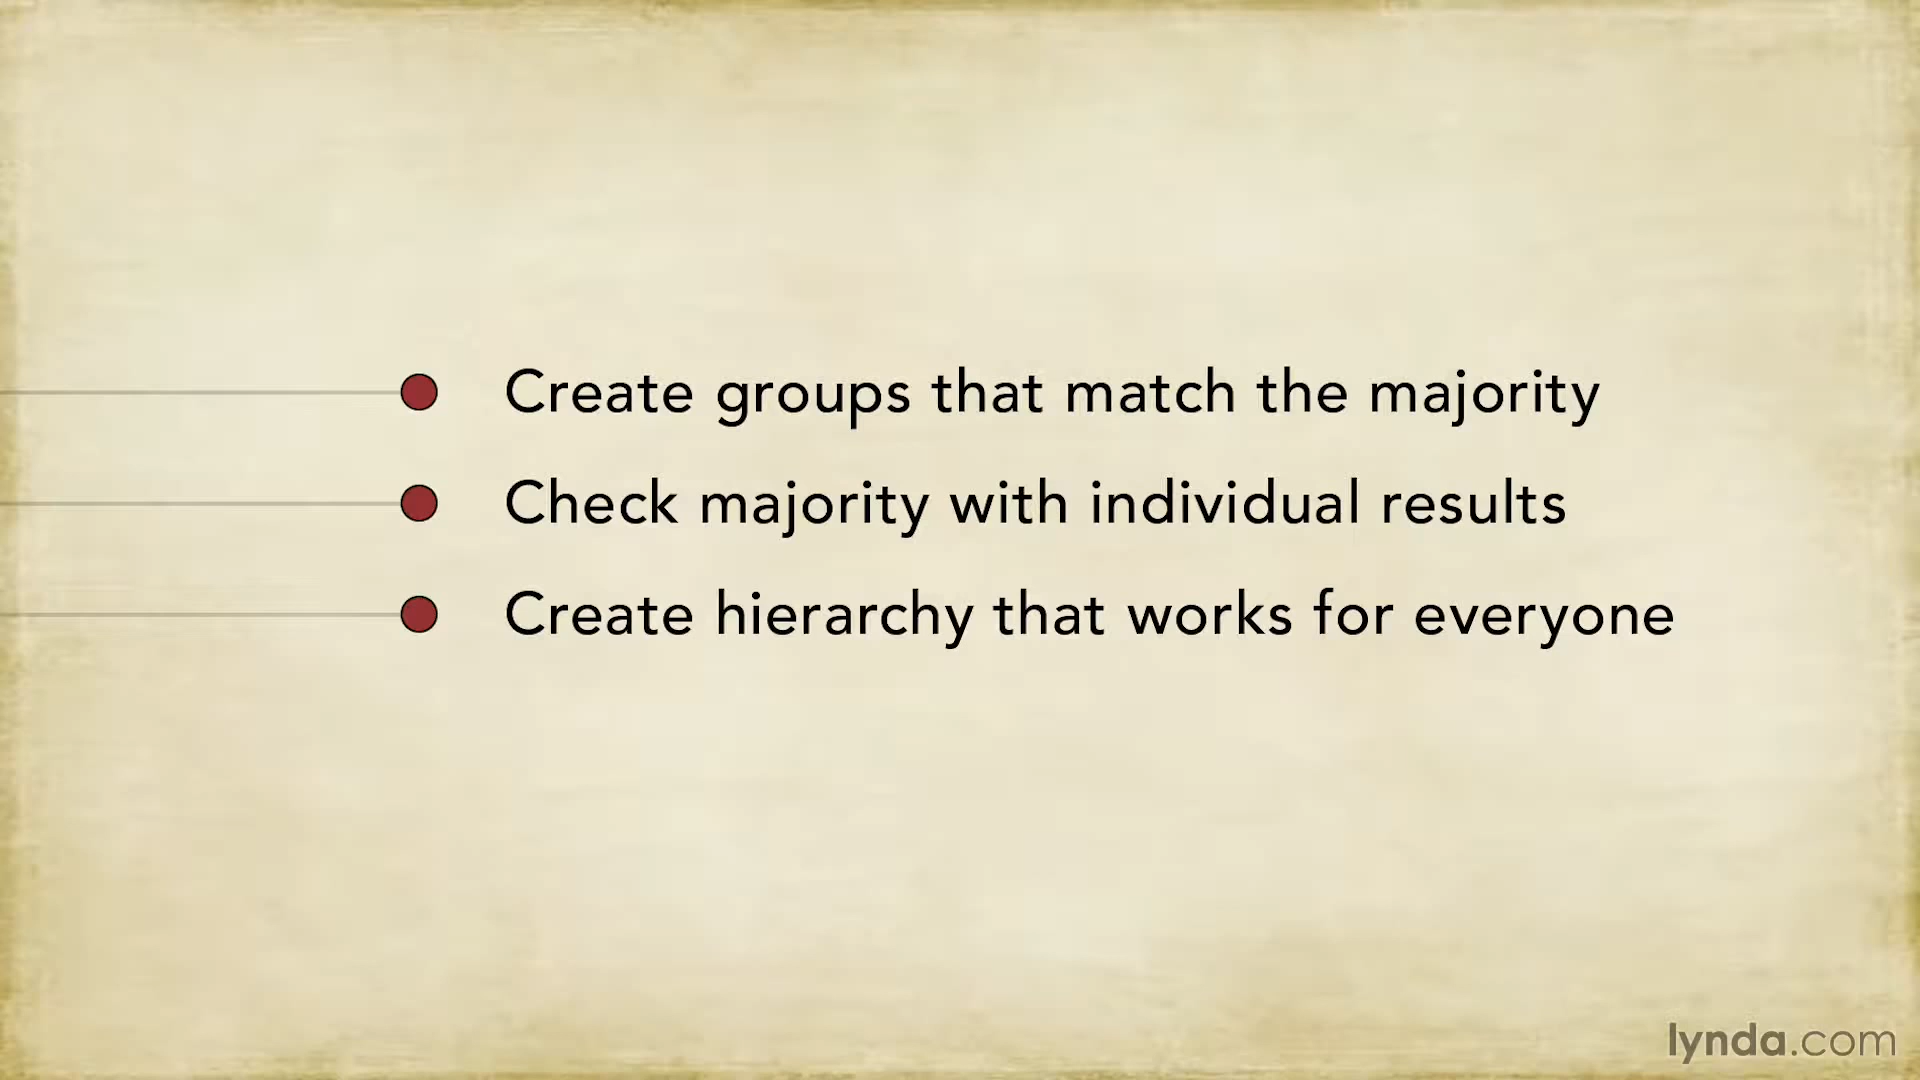 Create groups that match the majority
Check majority with individual results
Create hierarchy that works for everyone
lynda.com